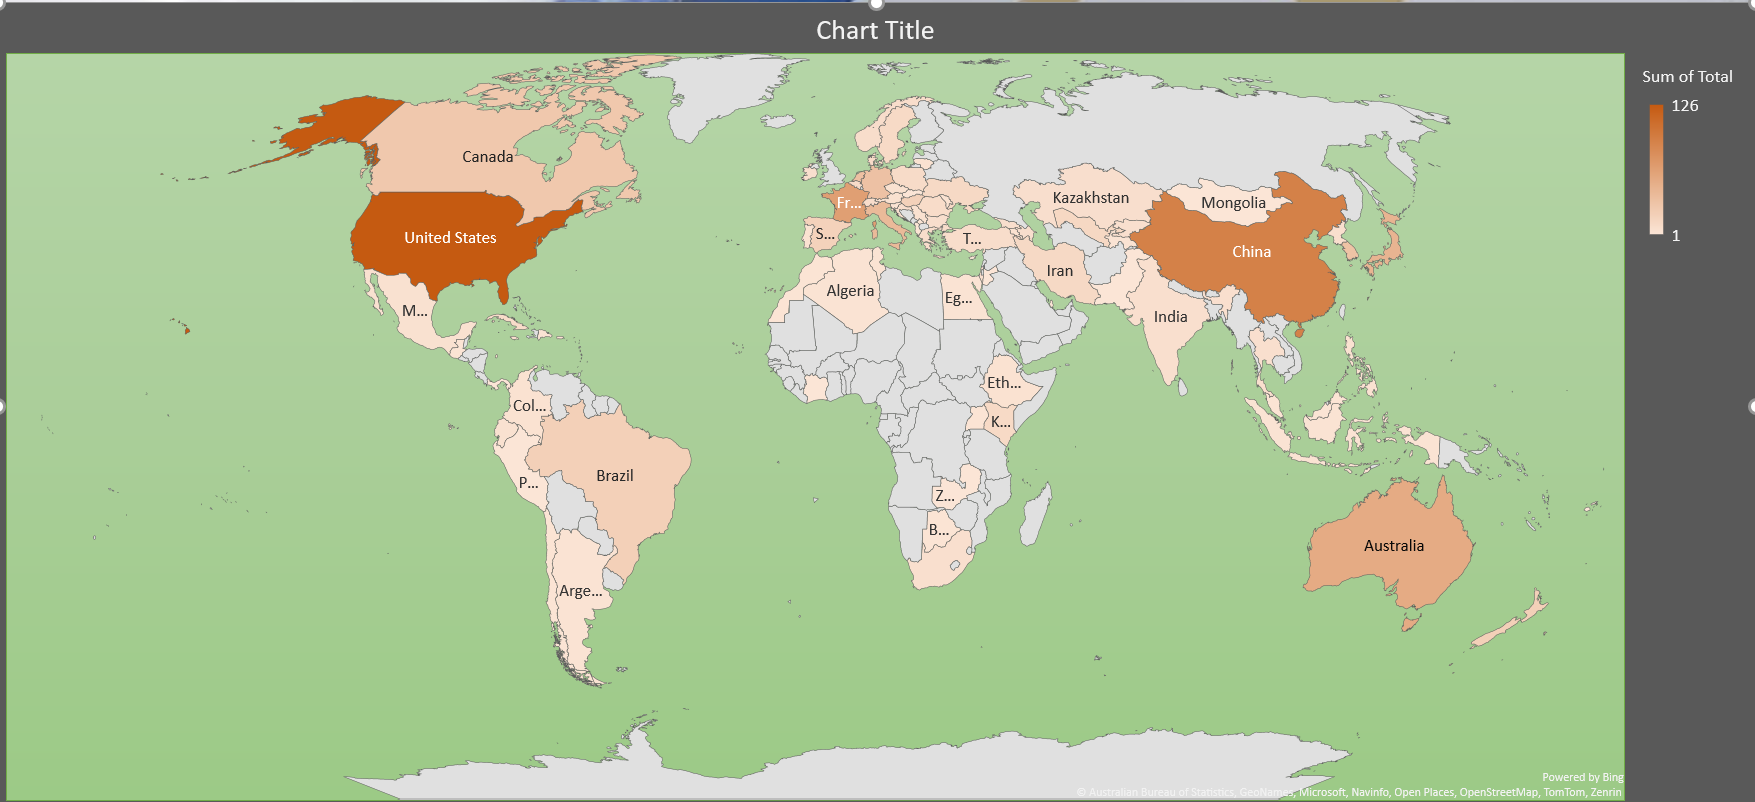 Chart Title
Sum of Total
126
1
Canada
United States
Fr...
S...
T...
Kazakhstan
Mongolia
China
Iran
Algeria
Eg...
India
M...
Eth...
Col...
K...
Brazil
P...
Z...
B...
Australia
Arge...
Powered by Bing
© Australian Bureau of Statistics, GeoNames, Microsoft, Navinfo, Open Places, OpenStreetMap, TomTom, Zenrin